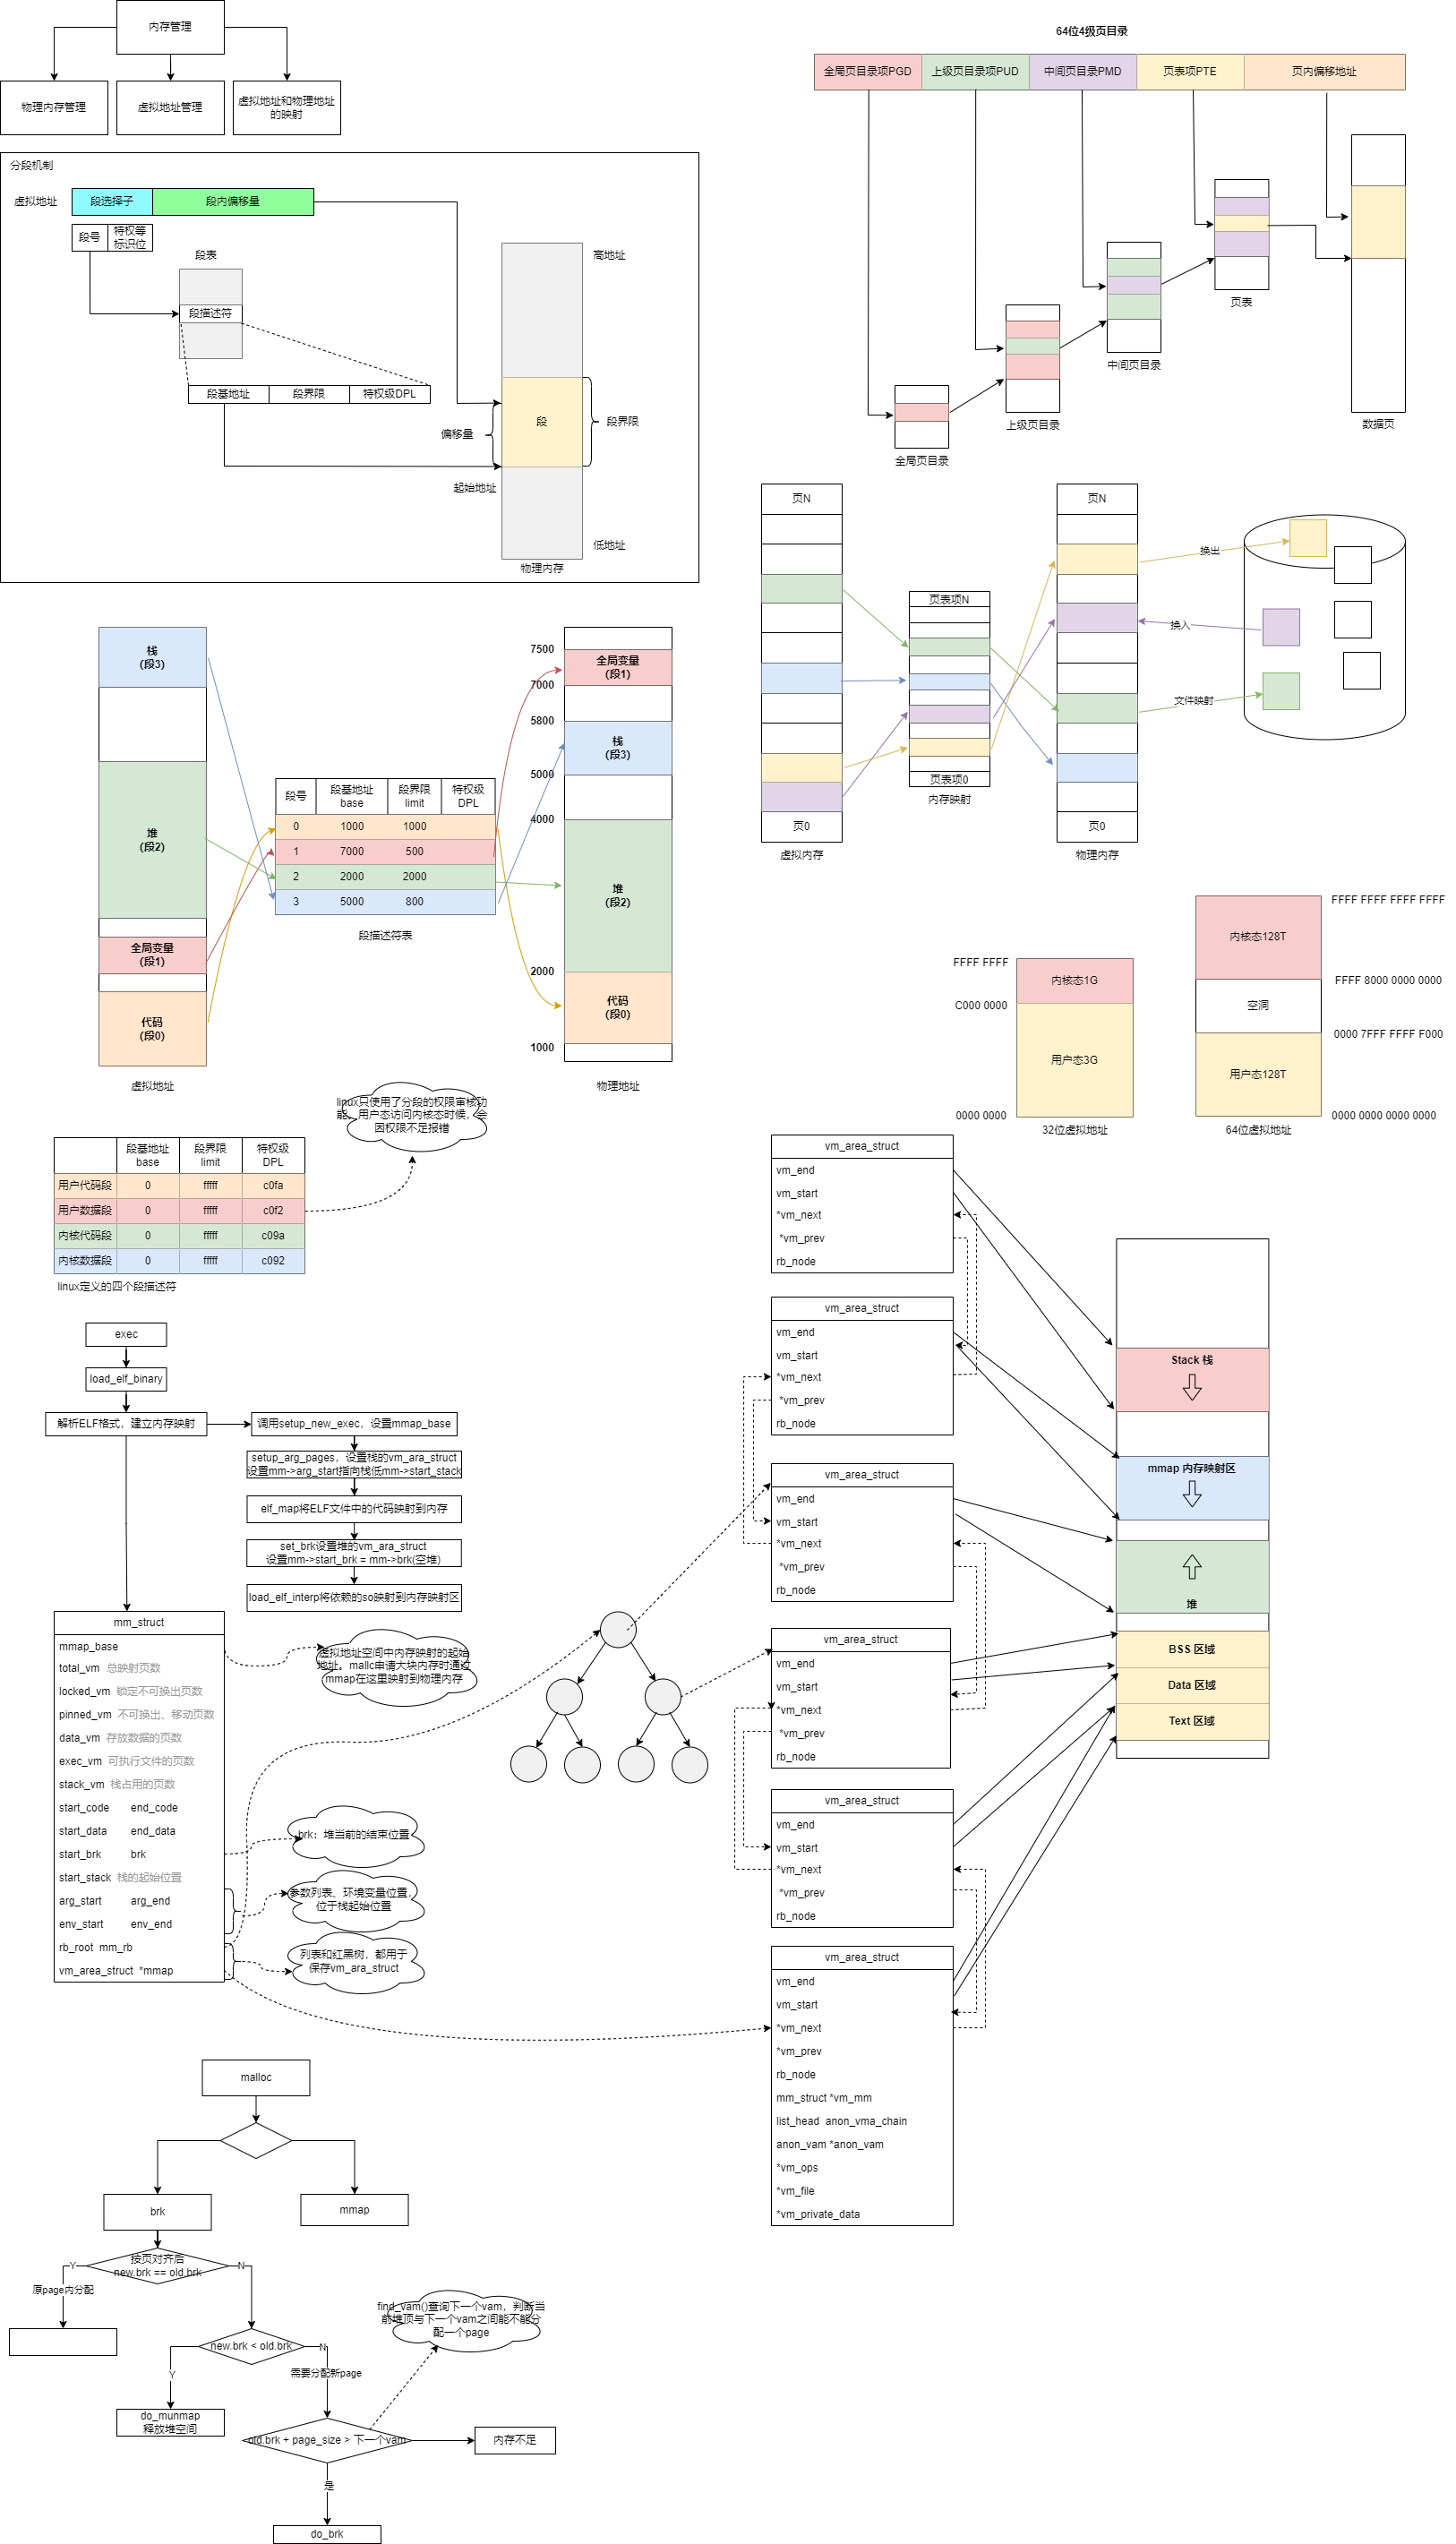 内存管理
物理内存管理
虚拟地址管理
虚拟地址和物理地址
的映射
64位4级页目录
全局页目录项PGD
上级页目录项PUD
中间页目录PMD
页表项PTE
页内偏移地址
页表
中间页目录
上级页目录
全局页目录
数据页
分段机制
虚拟地址
段选择子
段内偏移量
段号
特权等
标识位
段表
段描述符
段基地址
段界限
特权级DPL
高地址
偏移量
段
段界限
起始地址
低地址
物理内存
页N
页0
虚拟内存
页表项N
页表项0
内存映射
页N
页0
物理内存
换出
换入
文件映射
栈
(段3)
堆
(段2)
全局变量
(段1)
代码
(段0)
虚拟地址
段号
段基地址
base
段界限
limit
特权级
DPL
0 1000 1000
1 7000 500
2 2000 2000
3 5000 800
段描述符表
7500
全局变量
(段1)
7000
5800
栈
(段3)
5000
4000
堆
(段2)
2000
代码
(段0)
1000
物理地址
FFFF FFFF
内核态1G
C000 0000
用户态3G
0000 0000
32位虚拟地址
FFFF FFFF FFFF FFFF
内核态128T
FFFF 8000 0000 0000
空洞
0000 7FFF FFFF F000
用户态128T
0000 0000 0000 0000
64位虚拟地址
linux只使用了分段的权限审核功
能、用户态访问内核态时候，会
因权限不足报错
段基地址
base
段界限
limit
特权级
DPL
用户代码段 0 fffff c0fa
用户数据段 0 fffff c0f2
内核代码段 0 fffff c09a
内核数据段 0 fffff c092
linux定义的四个段描述符
exec
load_elf_binary
解析ELF格式，建立内存映射
调用setup_new_exec，设置mmap_base
setup_arg_pages，设置栈的vm_ara_struct
设置mm->arg_start指向栈低mm->start_stack
elf_map将ELF文件中的代码映射到内存
set_brk设置堆的vm_ara_struct
设置mm->start_brk = mm->brk(空堆)
load_elf_interp将依赖的so映射到内存映射区
mm_struct
mmap_base
total_vm 总映射页数
locked_vm 锁定不可换出页数
pinned_vm 不可换出、移动页数
data_vm 存放数据的页数
exec_vm 可执行文件的页数
stack_vm 栈占用的页数
start_code end_code
start_data end_data
start_brk brk
start_stack 栈的起始位置
arg_start arg_end
env_start env_end
rb_root mm_rb
vm_area_struct *mmap
虚拟地址空间中内存映射的起始
地址。mallc申请大块内存时通过
mmap在这里映射到物理内存
brk：堆当前的结束位置
参数列表、环境变量位置，
位于栈起始位置
列表和红黑树，都用于
保存vm_ara_struct
vm_area_struct
vm_end
vm_start
*vm_next
*vm_prev
rb_node
vm_area_struct
vm_end
vm_start
*vm_next
*vm_prev
rb_node
vm_area_struct
vm_end
vm_start
*vm_next
*vm_prev
rb_node
vm_area_struct
vm_end
vm_start
*vm_next
*vm_prev
rb_node
vm_area_struct
vm_end
vm_start
*vm_next
*vm_prev
rb_node
vm_area_struct
vm_end
vm_start
*vm_next
*vm_prev
rb_node
mm_struct *vm_mm
list_head anon_vma_chain
anon_vam *anon_vam
*vm_ops
*vm_file
*vm_private_data
Stack 栈
mmap 内存映射区
堆
BSS 区域
Data 区域
Text 区域
malloc
brk
mmap
按页对齐后
new.brk == old.brk
Y
N
原page内分配
new.brk < old.brk
Y
N
do_munmap
释放堆空间
需要分配新page
find_vam()查询下一个vam，判断当
前堆顶与下一个vam之间能不能分
配一个page
old.brk + page_size > 下一个vam
内存不足
是
do_brk